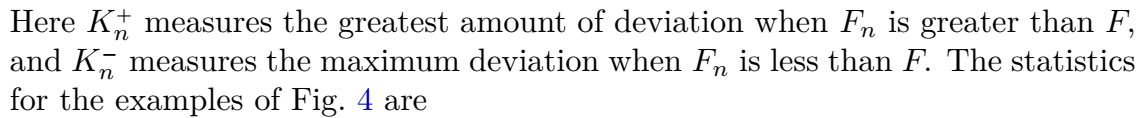 Here $K_n^+$ measures the greatest amount of deviation when $F_n$ is greater than $F$,
and $K_n^-$ measures the maximum deviation when $F_n$ is less than $F$. The statistics
for the examples of Fig. 4 are